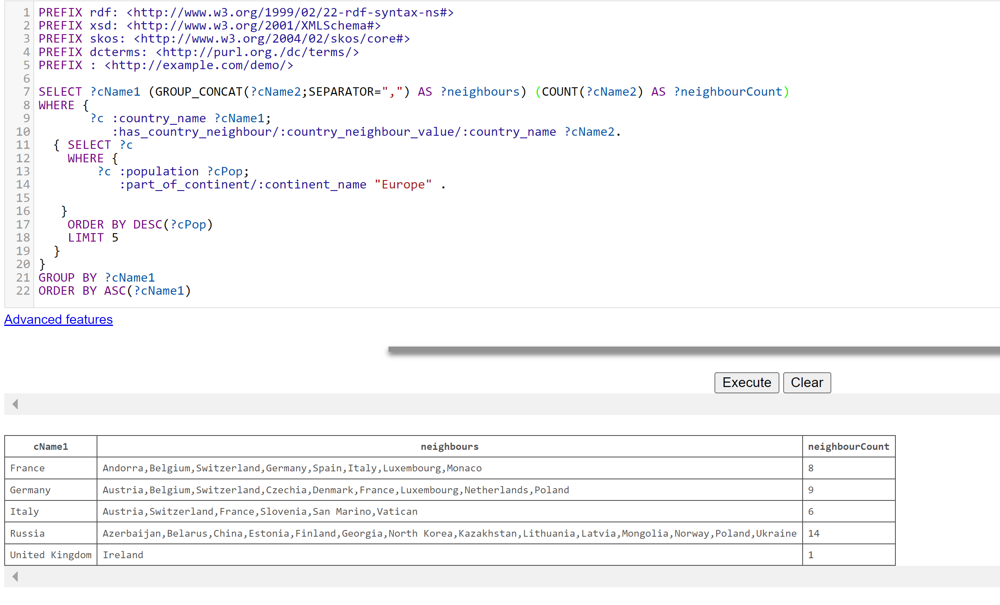 1 PREFIX rdf: <http://www.w3.org/1999/02/22-rdf-syntax-ns#>
2 PREFIX xsd: <http://www.w3.org/2001/XMLSchema#>
3 PREFIX skos: <http://www.w3.org/2004/02/skos/core#>
4 PREFIX dcterms: <http://purl.org./dc/terms/>
5 PREFIX : <http://example.com/demo/>
6
7 SELECT ?cName1 (GROUP_CONCAT(?cName2;SEPARATOR=",") AS ?neighbours) (COUNT(?cName2) AS ?neighbourCount)
8 WHERE {
9 ?c :country_name ?cName1;
10 :has_country_neighbour/:country_neighbour_value/:country_name ?cName2.
11 { SELECT ?c
12 WHERE {
13 ?c :population ?cPop;
14 :part_of_continent/:continent_name "Europe" .
15
16 }
17 ORDER BY DESC(?cPop)
18 LIMIT 5
19 }
20 }
21 GROUP BY ?cName1
22 ORDER BY ASC(?cName1)
Advanced features
Execute Clear
cName1 neighbours neighbourCount
France Andorra,Belgium,Switzerland,Germany,Spain,Italy,Luxembourg,Monaco 8
Germany Austria,Belgium,Switzerland,Czechia,Denmark,France,Luxembourg,Netherlands,Poland 9
Italy Austria,Switzerland,France,Slovenia,San Marino,Vatican 6
Russia Azerbaijan,Belarus,China,Estonia,Finland,Georgia,North Korea,Kazakhstan,Lithuania,Latvia,Mongolia,Norway,Poland,Ukraine 14
United Kingdom Ireland 1